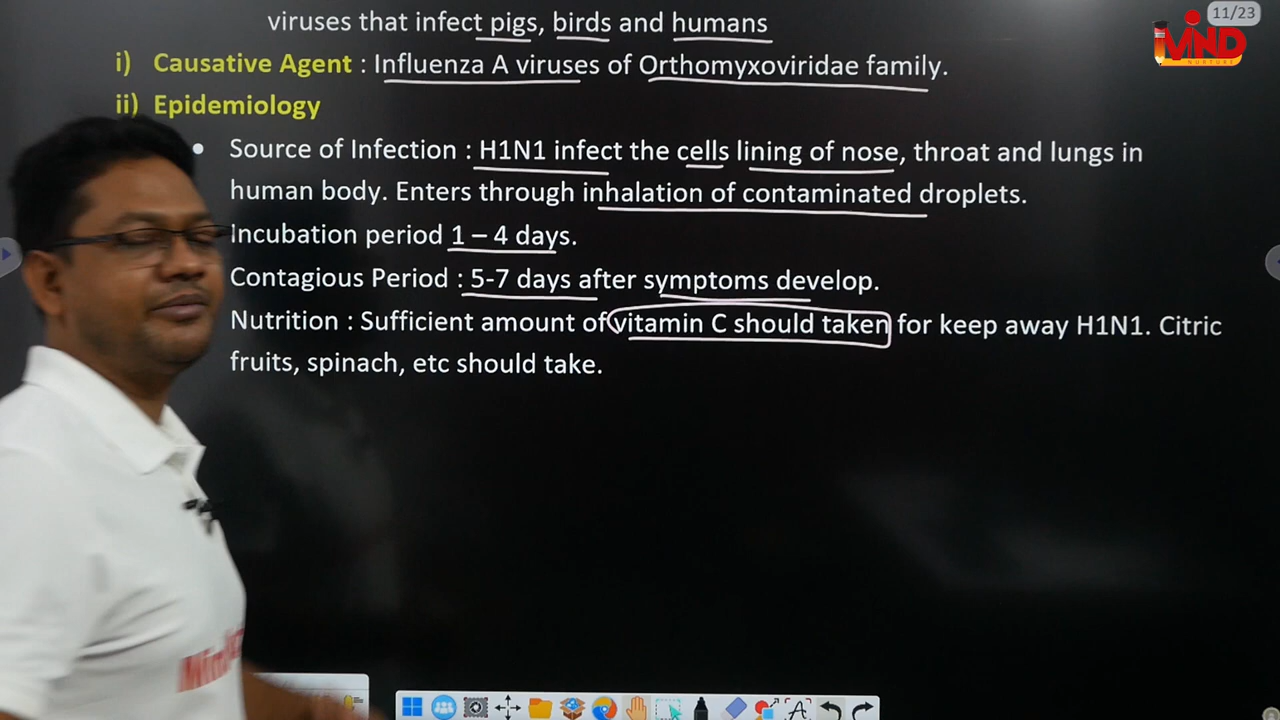 11/23
MIND
NURTURE
viruses that infect pigs, birds and humans
i) Causative Agent : Influenza A viruses of Orthomyxoviridae family.
ii) Epidemiology
• Source of Infection : H1N1 infect the cells lining of nose, throat and lungs in
human body. Enters through inhalation of contaminated droplets.
Incubation period 1 – 4 days.
Contagious Period : 5-7 days after symptoms develop.
Nutrition : Sufficient amount of vitamin C should taken for keep away H1N1. Citric
fruits, spinach, etc should take.